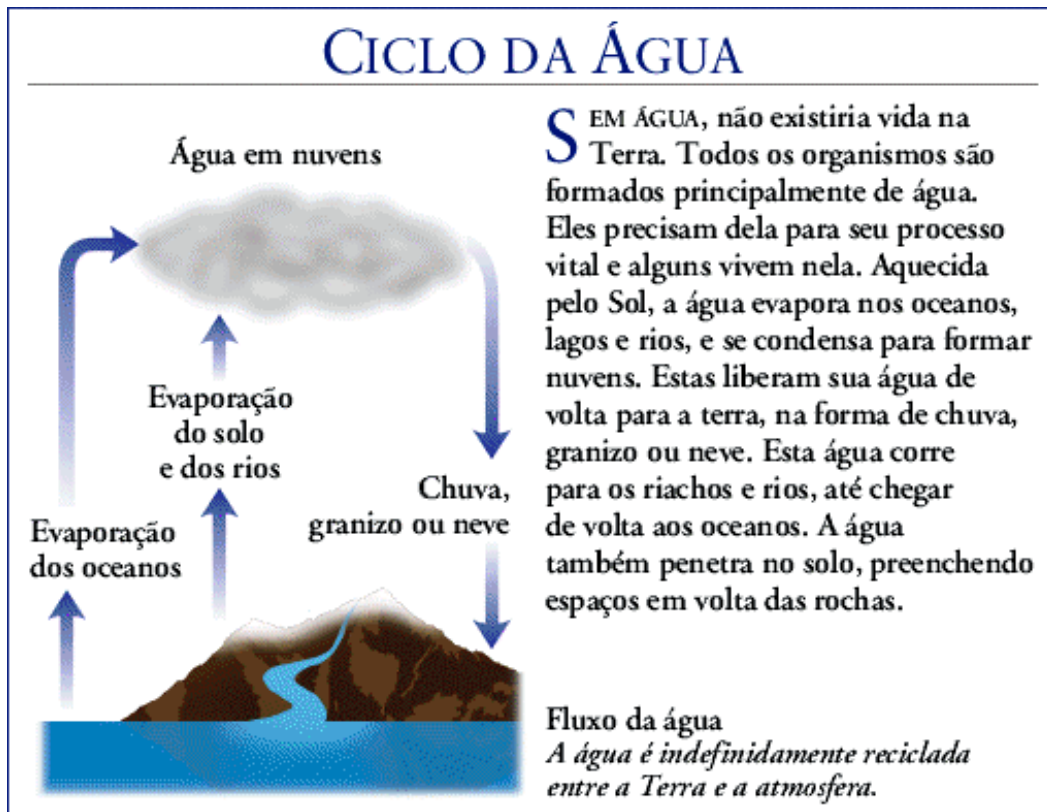 CICLO DA ÁGUA
Água em nuvens
Evaporação
do solo
e dos rios
Chuva,
granizo ou neve
Evaporação
dos oceanos
SEM ÁGUA, não existiria vida na
Terra. Todos os organismos são
formados principalmente de água.
Eles precisam dela para seu processo
vital e alguns vivem nela. Aquecida
pelo Sol, a água evapora nos oceanos,
lagos e rios, e se condensa para formar
nuvens. Estas liberam sua água de
volta para a terra, na forma de chuva,
granizo ou neve. Esta água corre
para os riachos e rios, até chegar
de volta aos oceanos. A água
também penetra no solo, preenchendo
espaços em volta das rochas.
Fluxo da água
A água é indefinidamente reciclada
entre a Terra e a atmosfera.